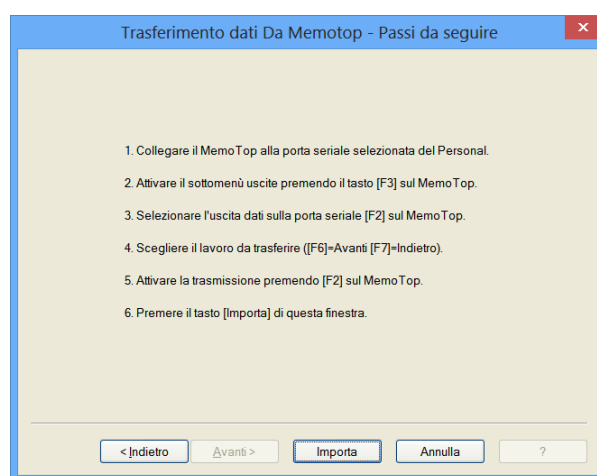 Trasferimento dati Da Memotop - Passi da seguire
1. Collegare il MemoTop alla porta seriale selezionata del Personal.
2. Attivare il sottomenù uscite premendo il tasto [F3] sul MemoTop.
3. Selezionare l'uscita dati sulla porta seriale [F2] sul MemoTop.
4. Scegliere il lavoro da trasferire ([F6]=Avanti [F7]=Indietro).
5. Attivare la trasmissione premendo [F2] sul MemoTop.
6. Premere il tasto [Importa] di questa finestra.
< Indietro Avanti > Importa Annulla ?